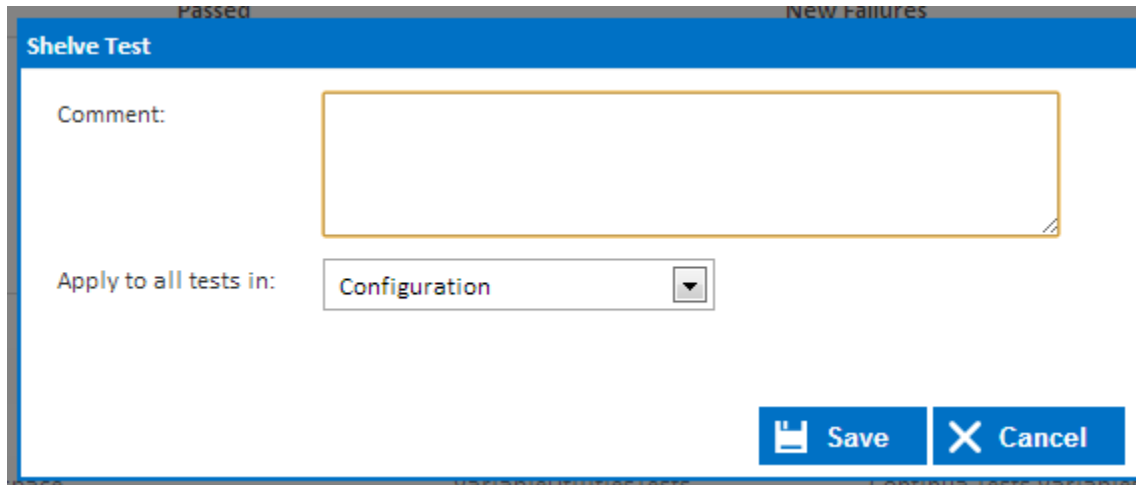 Passed New Failures
Shelve Test
Comment:
Apply to all tests in: Configuration
Save Cancel